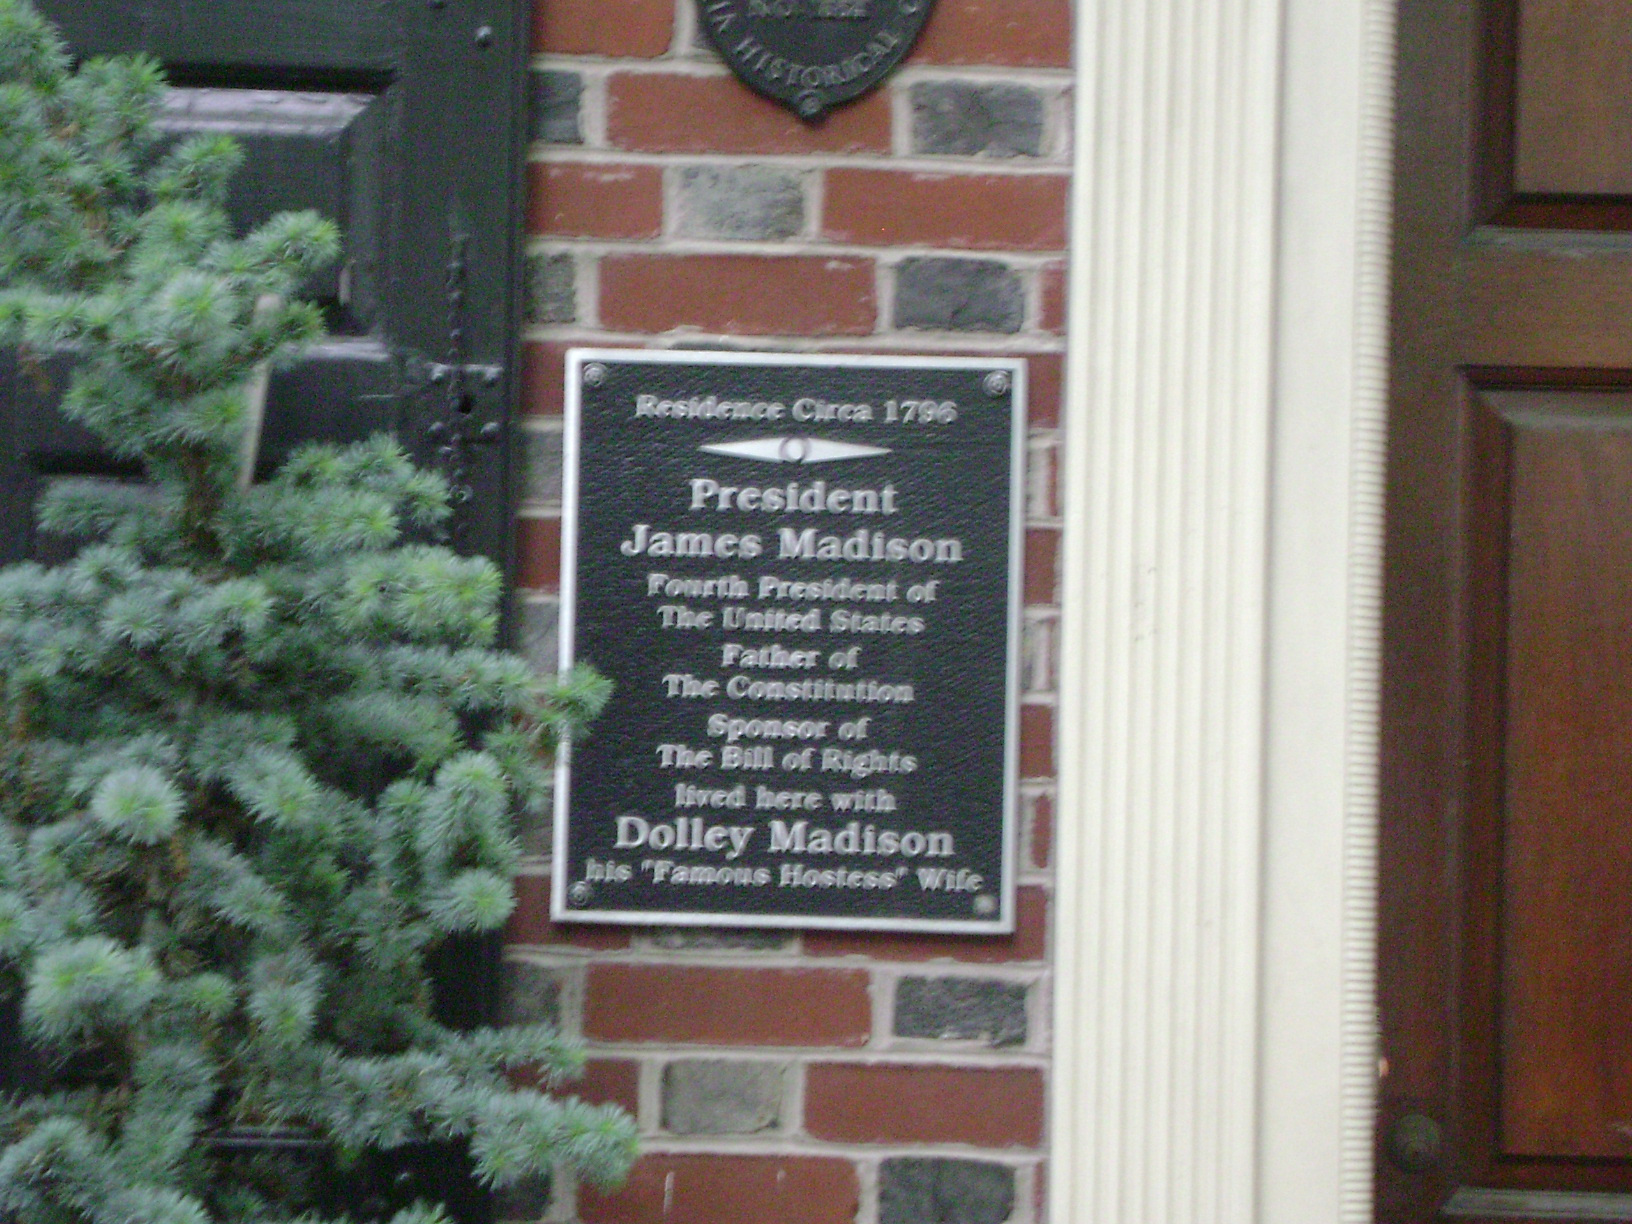 HISTORICAL
Residence Circa 1796
President
James Madison
Fourth President of
The United States
Father of
The Constitution
Sponsor of
The Bill of Rights
lived here with
Dolley Madison
his "Famous Hostess" Wife